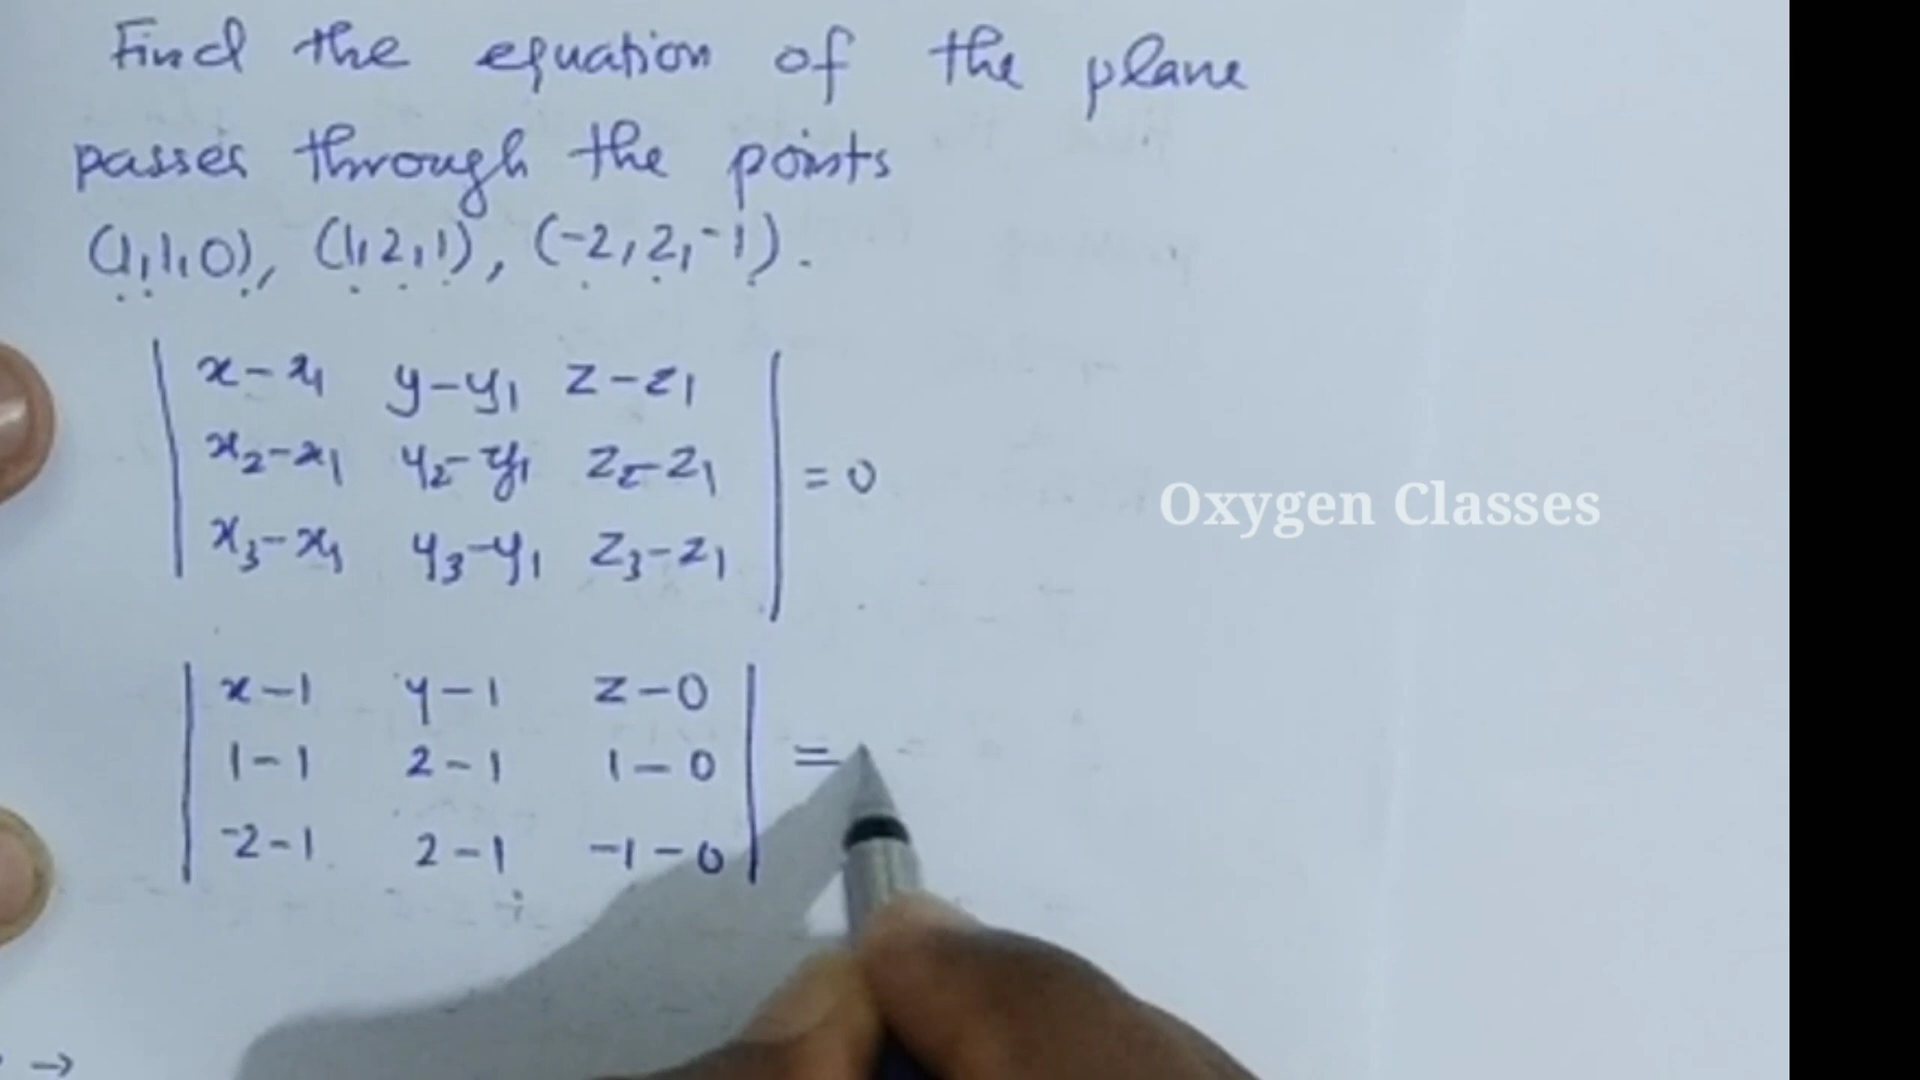 Find the equation of the plane
passes through the points
(1,1,0), (1,2,1), (-2,2,-1).
x-x₁ y-y₁ z-z₁
x₂-x₁ y₂-y₁ z₂-z₁ =0
x₃-x₁ y₃-y₁ z₃-z₁
Oxygen Classes
x-1 y-1 z-0
1-1 2-1 1-0 =
-2-1 2-1 -1-0
→